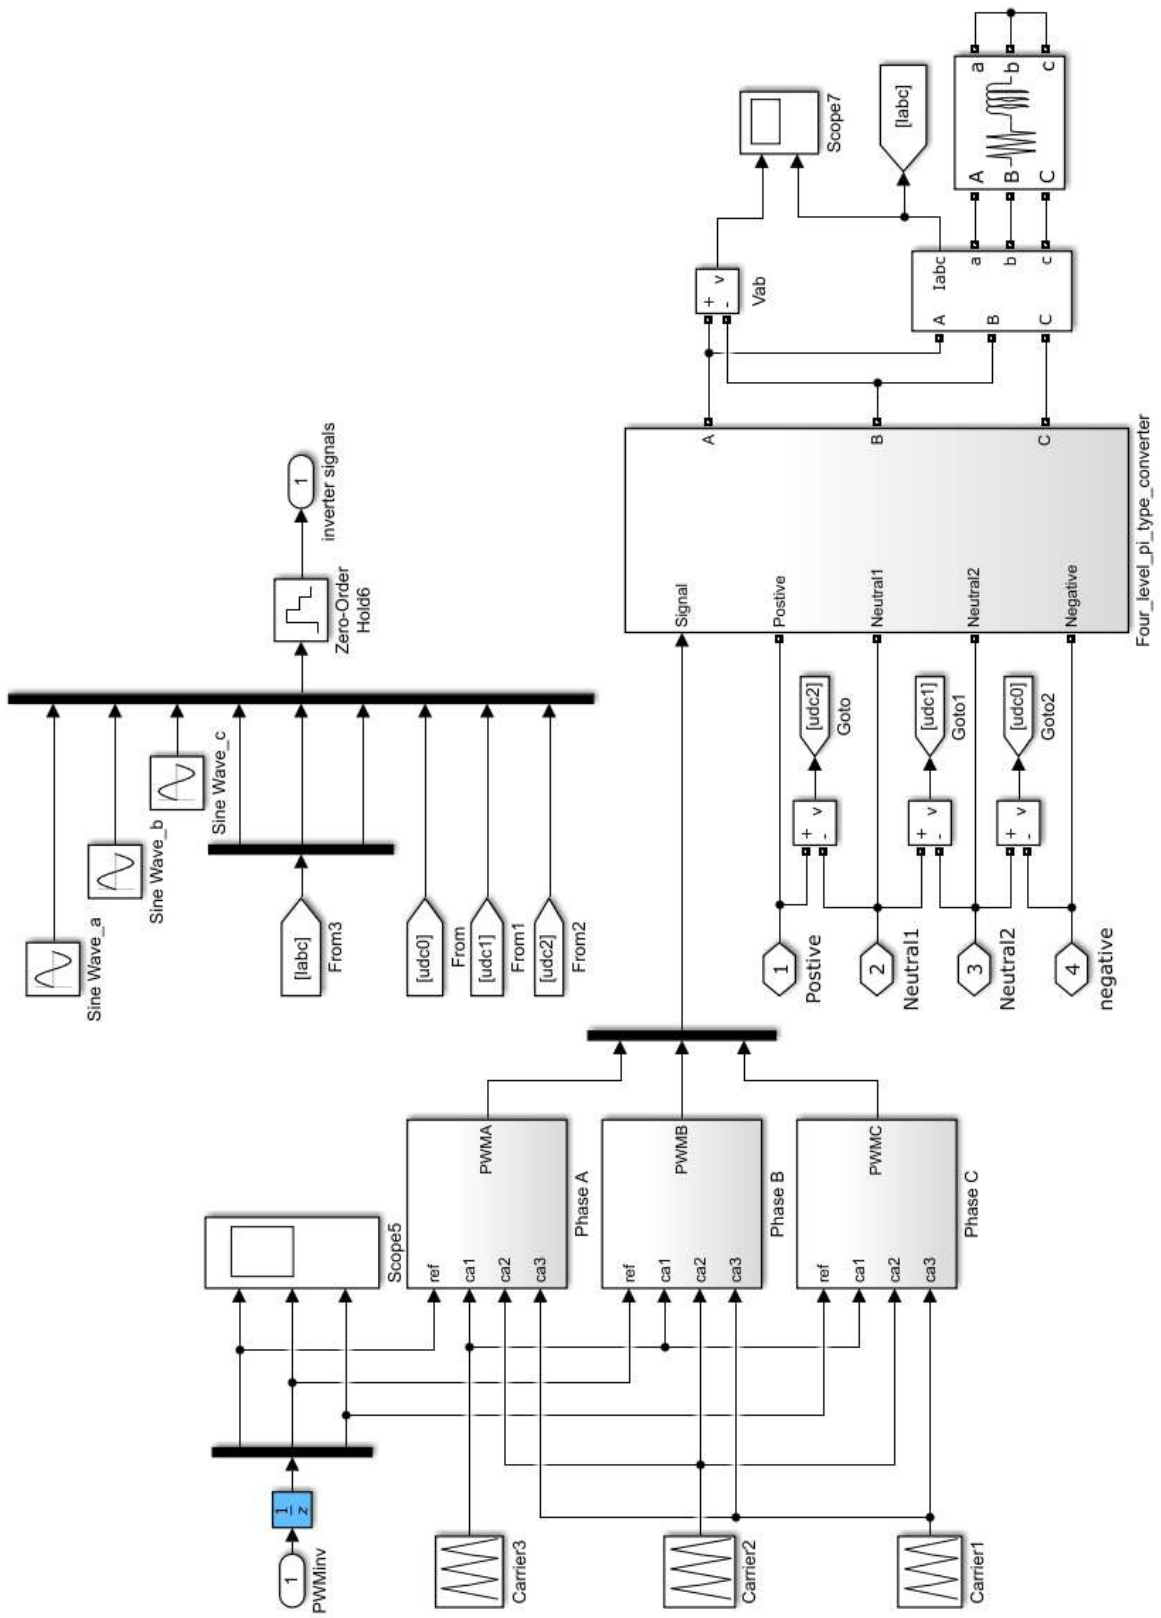 1
PWMinv
1
z
Scope5
Carrier3
Carrier2
Carrier1
ref
ca1
ca2
ca3
PWMA
Phase A
ref
ca1
ca2
ca3
PWMB
Phase B
ref
ca1
ca2
ca3
PWMC
Phase C
Sine Wave_a
Sine Wave_b
Sine Wave_c
[Iabc]
From3
[udc0]
From
[udc1]
From1
[udc2]
From2
Zero-Order
Hold6
1
inverter signals
1
Postive
2
Neutral1
3
Neutral2
4
negative
+
-
v
[udc2]
Goto
+
-
v
[udc1]
Goto1
+
-
v
[udc0]
Goto2
Signal
Postive
Neutral1
Neutral2
Negative
A
B
C
Four_level_pi_type_converter
+
-
v
Vab
Scope7
[Iabc]
Iabc
A
a
B
b
C
c
A
a
B
b
C
c